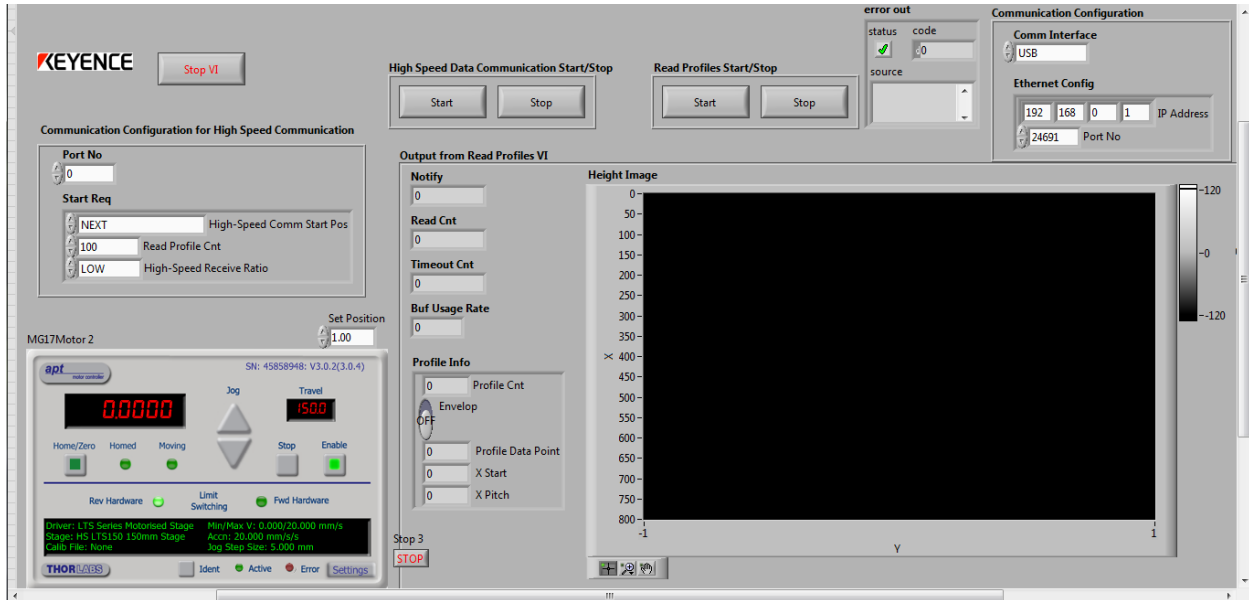 error out
status code
0
source
Communication Configuration
Comm Interface
USB
Ethernet Config
192 168 0 1 IP Address
24691 Port No
KEYENCE
Stop VI
High Speed Data Communication Start/Stop
Start Stop
Read Profiles Start/Stop
Start Stop
Communication Configuration for High Speed Communication
Port No
0
Start Req
NEXT High-Speed Comm Start Pos
100 Read Profile Cnt
LOW High-Speed Receive Ratio
Set Position
1.00
MG17Motor 2
apt
motor controller
SN: 45858948: V3.0.2(3.0.4)
Jog
Travel
0.0000
150.0
Home/Zero Homed Moving Stop Enable
Rev Hardware Limit Switching Fwd Hardware
Driver: LTS Series Motorised Stage Min/Max V: 0.000/20.000 mm/s
Stage: HS LTS150 150mm Stage Accn: 20.000 mm/s/s
Calib File: None Jog Step Size: 5.000 mm
THORLABS Ident Active Error Settings
Output from Read Profiles VI
Notify
0
Read Cnt
0
Timeout Cnt
0
Buf Usage Rate
0
Profile Info
0 Profile Cnt
Envelop
OFF
0 Profile Data Point
0 X Start
0 X Pitch
Stop 3
STOP
Height Image
0
50
100
150
200
250
300
350
X 400
450
500
550
600
650
700
750
800
-1 1
Y
120
0
-120